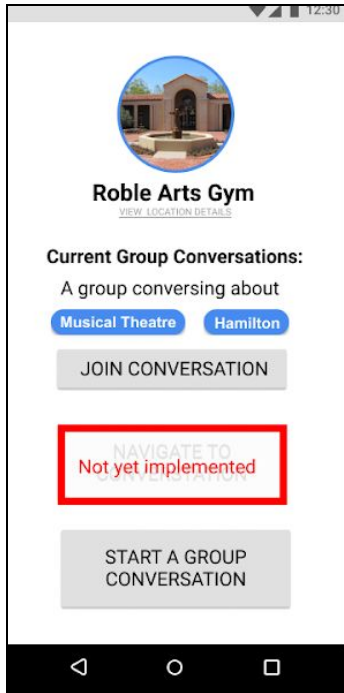 12:30
Roble Arts Gym
VIEW LOCATION DETAILS
Current Group Conversations:
A group conversing about
Musical Theatre Hamilton
JOIN CONVERSATION
NAVIGATE TO
Not yet implemented
CONVERSTATION
START A GROUP
CONVERSATION